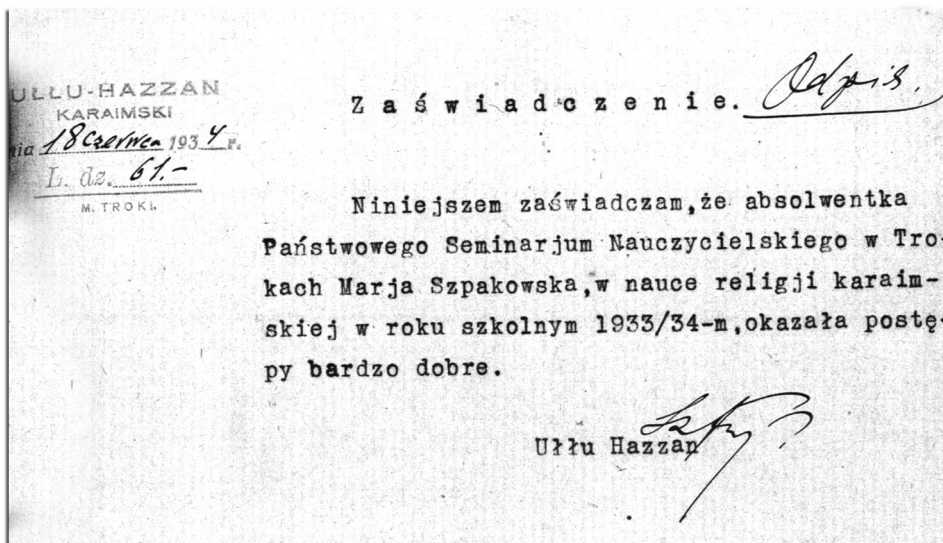 UŁŁU-HAZZAN
KARAIMSKI
nia 18 Czerwca 1934 r.
L. dz. 61.-
M. TROKI.
Zaświadczenie. Odpis.
Niniejszem zaświadczam,że absolwentka
Państwowego Seminarjum Nauczycielskiego w Tro-
kach Marja Szpakowska,w nauce religji karaim-
skiej w roku szkolnym 1933/34-m,okazała postę-
py bardzo dobre.
Ułłu Hazzan